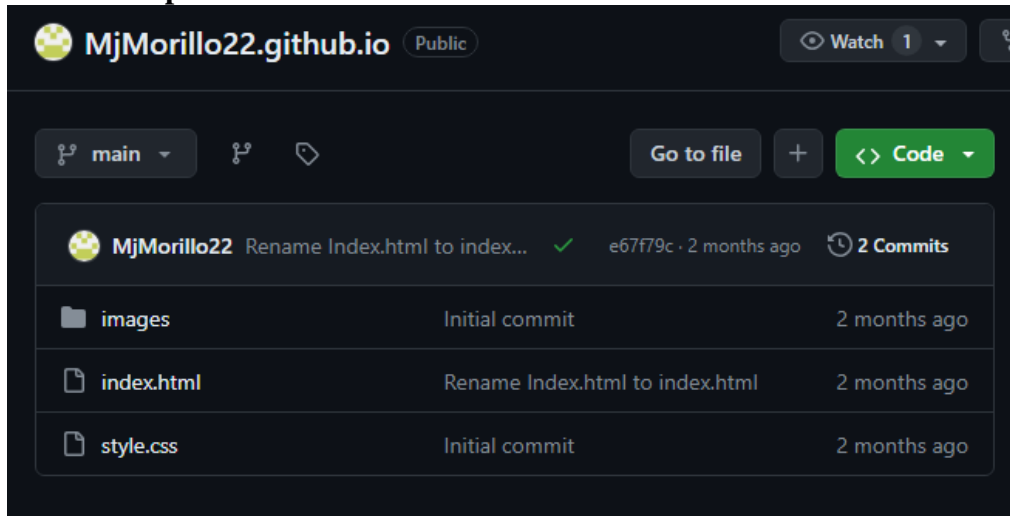 MjMorillo22.github.io Public Watch 1
main Go to file Code
MjMorillo22 Rename Index.html to index... e67f79c · 2 months ago 2 Commits
images Initial commit 2 months ago
index.html Rename Index.html to index.html 2 months ago
style.css Initial commit 2 months ago